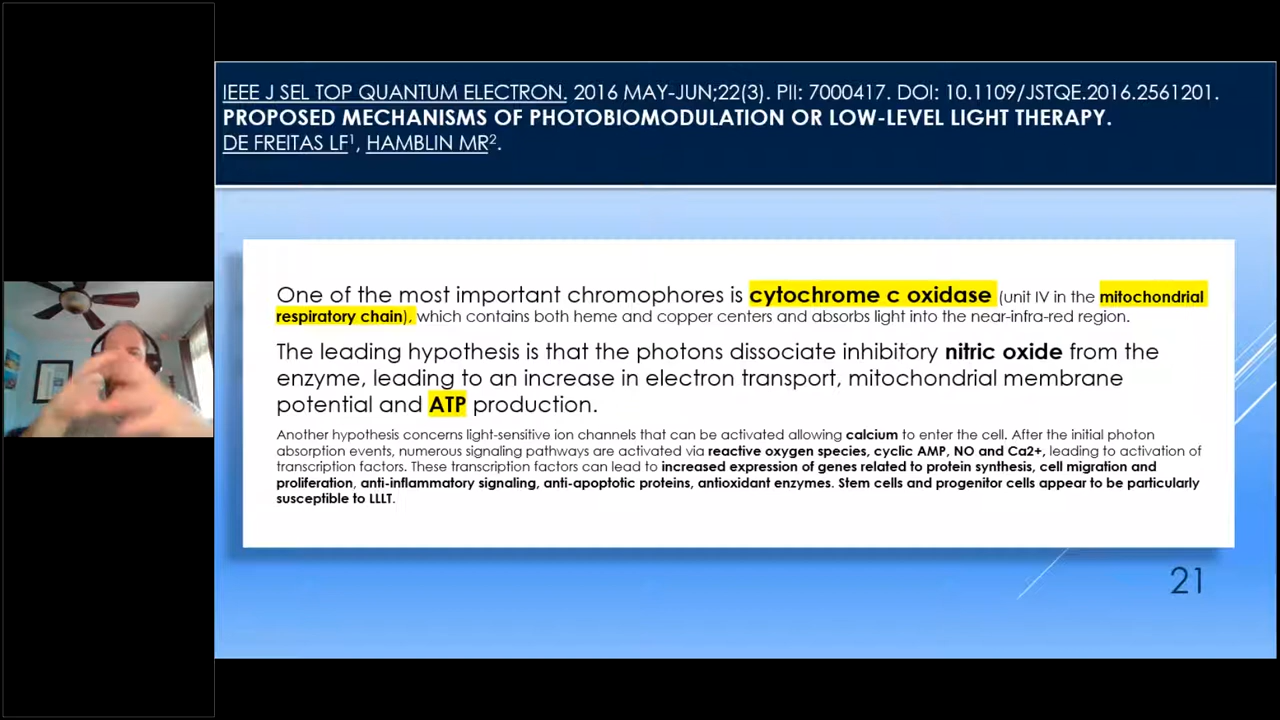 IEEE J SEL TOP QUANTUM ELECTRON. 2016 MAY-JUN;22(3). PII: 7000417. DOI: 10.1109/JSTQE.2016.2561201.
PROPOSED MECHANISMS OF PHOTOBIOMODULATION OR LOW-LEVEL LIGHT THERAPY.
DE FREITAS LF¹, HAMBLIN MR².
One of the most important chromophores is cytochrome c oxidase (unit IV in the mitochondrial
respiratory chain), which contains both heme and copper centers and absorbs light into the near-infra-red region.
The leading hypothesis is that the photons dissociate inhibitory nitric oxide from the
enzyme, leading to an increase in electron transport, mitochondrial membrane
potential and ATP production.
Another hypothesis concerns light-sensitive ion channels that can be activated allowing calcium to enter the cell. After the initial photon
absorption events, numerous signaling pathways are activated via reactive oxygen species, cyclic AMP, NO and Ca2+, leading to activation of
transcription factors. These transcription factors can lead to increased expression of genes related to protein synthesis, cell migration and
proliferation, anti-inflammatory signaling, anti-apoptotic proteins, antioxidant enzymes. Stem cells and progenitor cells appear to be particularly
susceptible to LLLT.
21